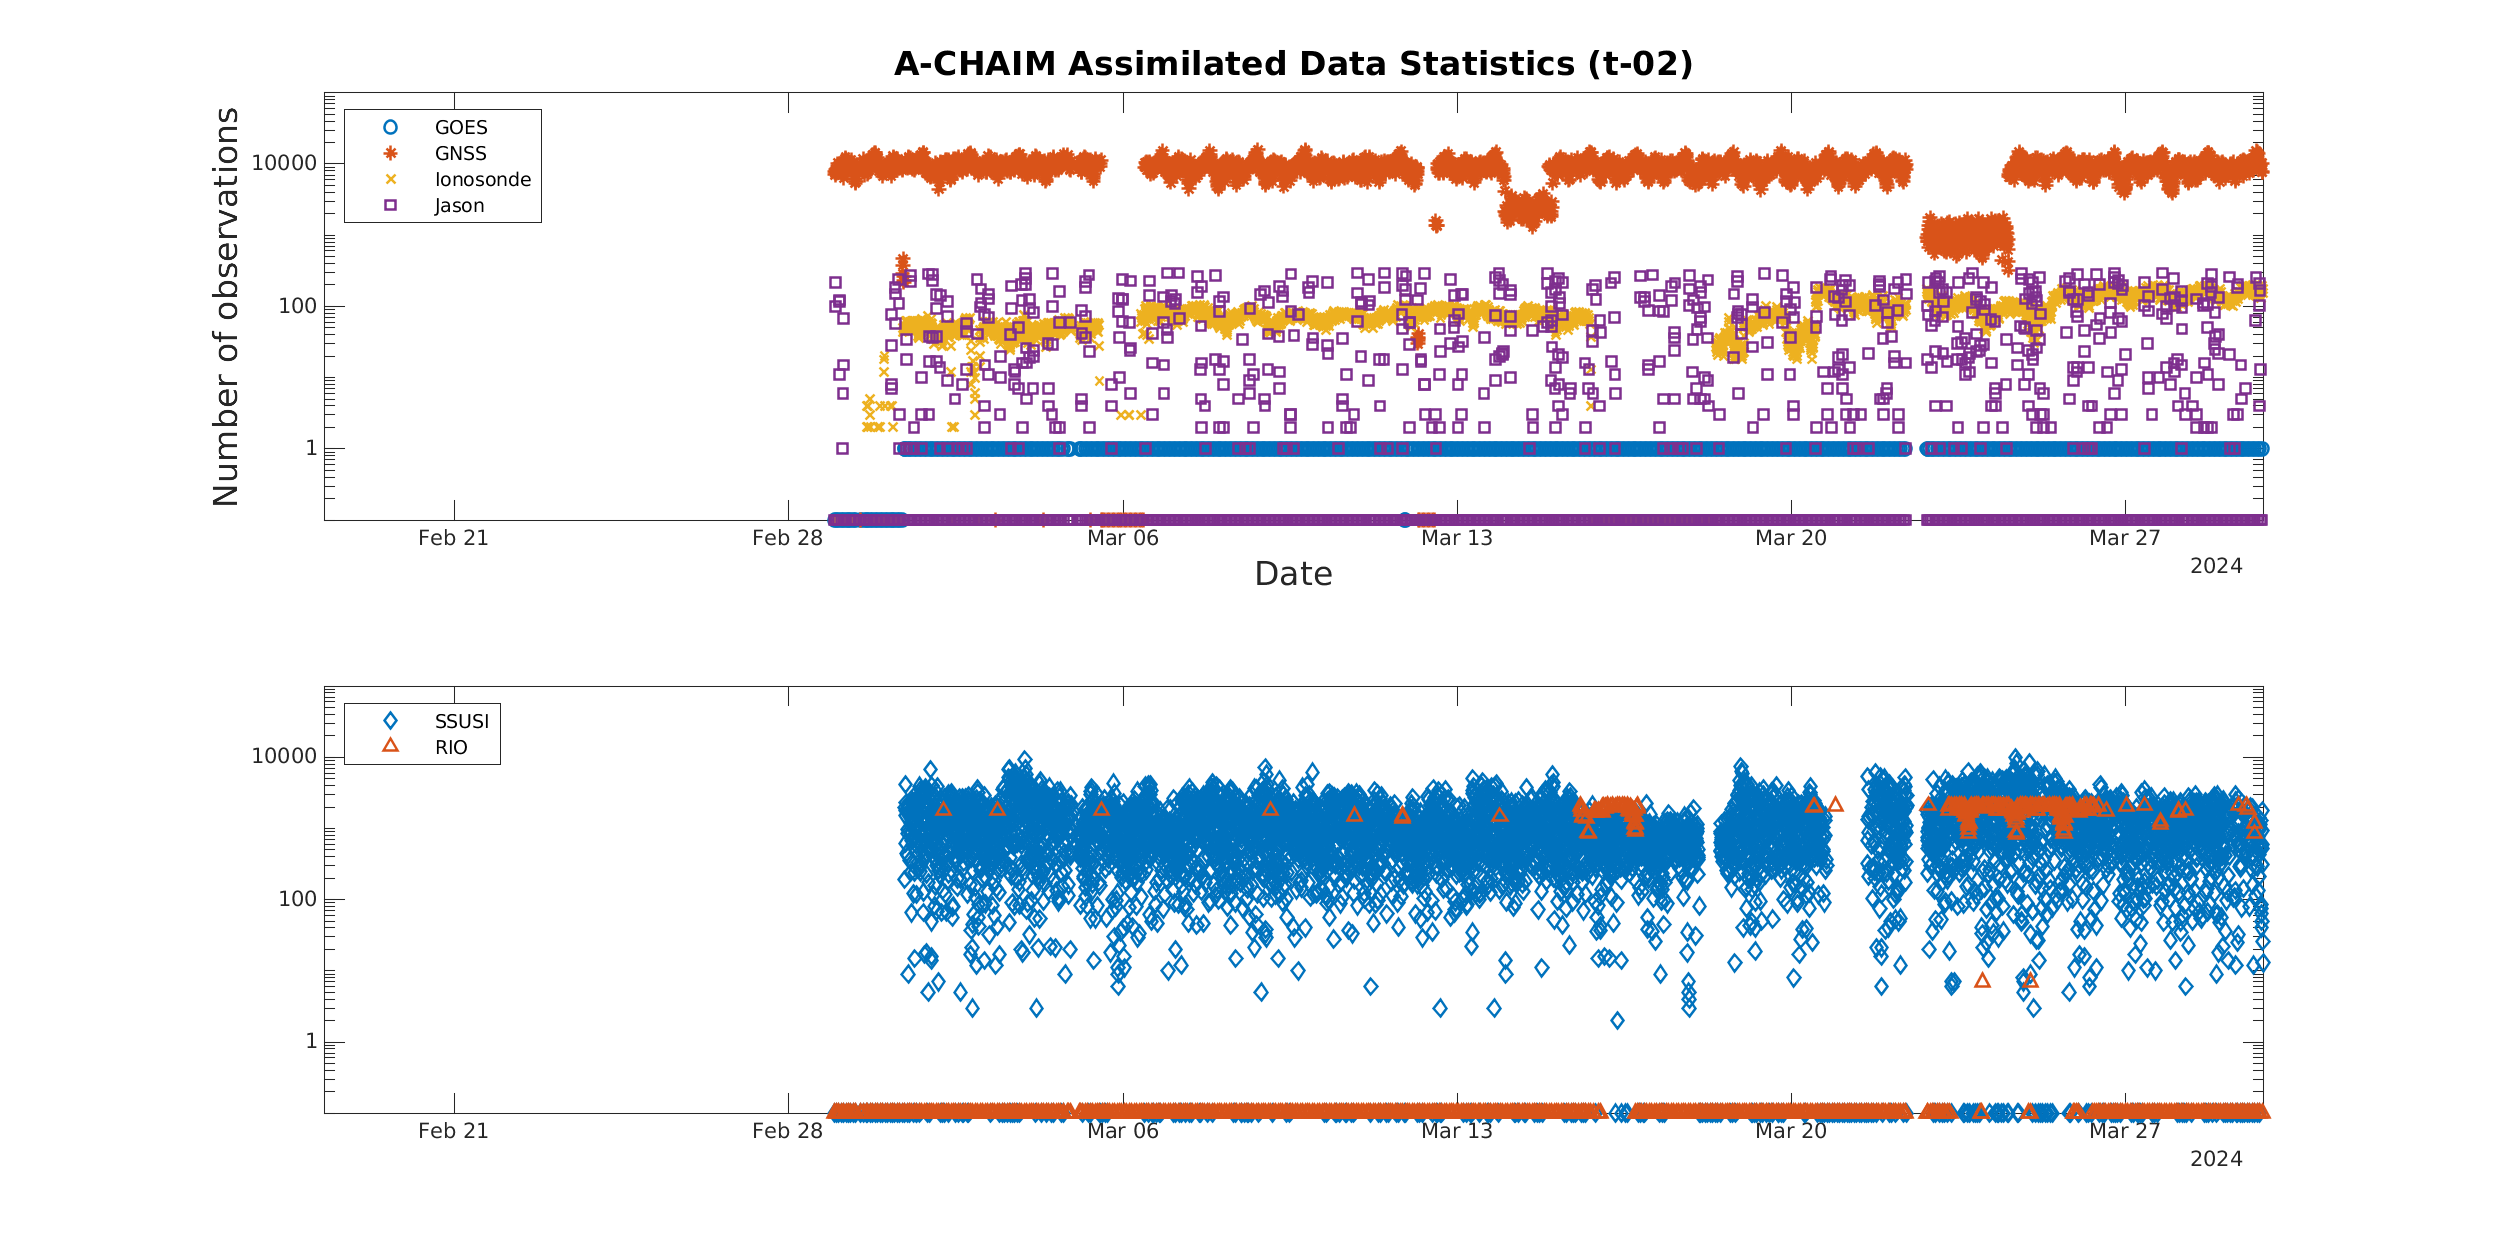 A-CHAIM Assimilated Data Statistics (t-02)
Number of observations
10000
100
1
GOES
GNSS
Ionosonde
Jason
Feb 21
Feb 28
Mar 06
Mar 13
Mar 20
Mar 27
2024
Date
10000
100
1
SSUSI
RIO
Feb 21
Feb 28
Mar 06
Mar 13
Mar 20
Mar 27
2024